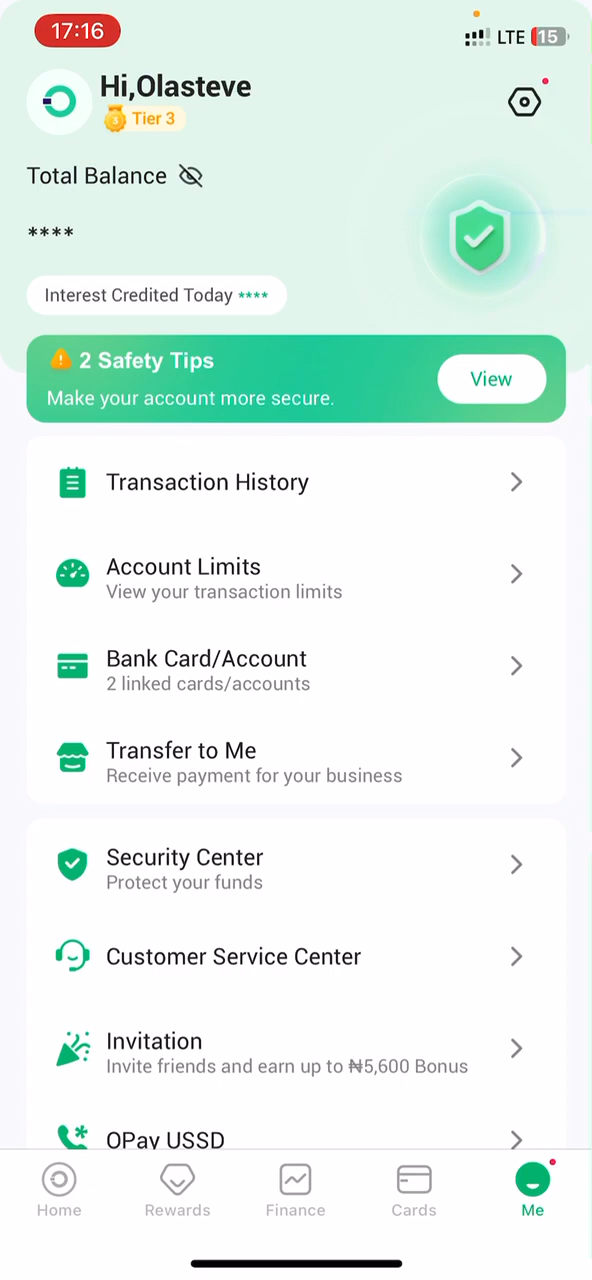 17:16
LTE 15
Hi,Olasteve
3 Tier 3
Total Balance
****
Interest Credited Today ****
2 Safety Tips
Make your account more secure.
View
Transaction History
Account Limits
View your transaction limits
Bank Card/Account
2 linked cards/accounts
Transfer to Me
Receive payment for your business
Security Center
Protect your funds
Customer Service Center
Invitation
Invite friends and earn up to ₦5,600 Bonus
OPay USSD
Home Rewards Finance Cards Me